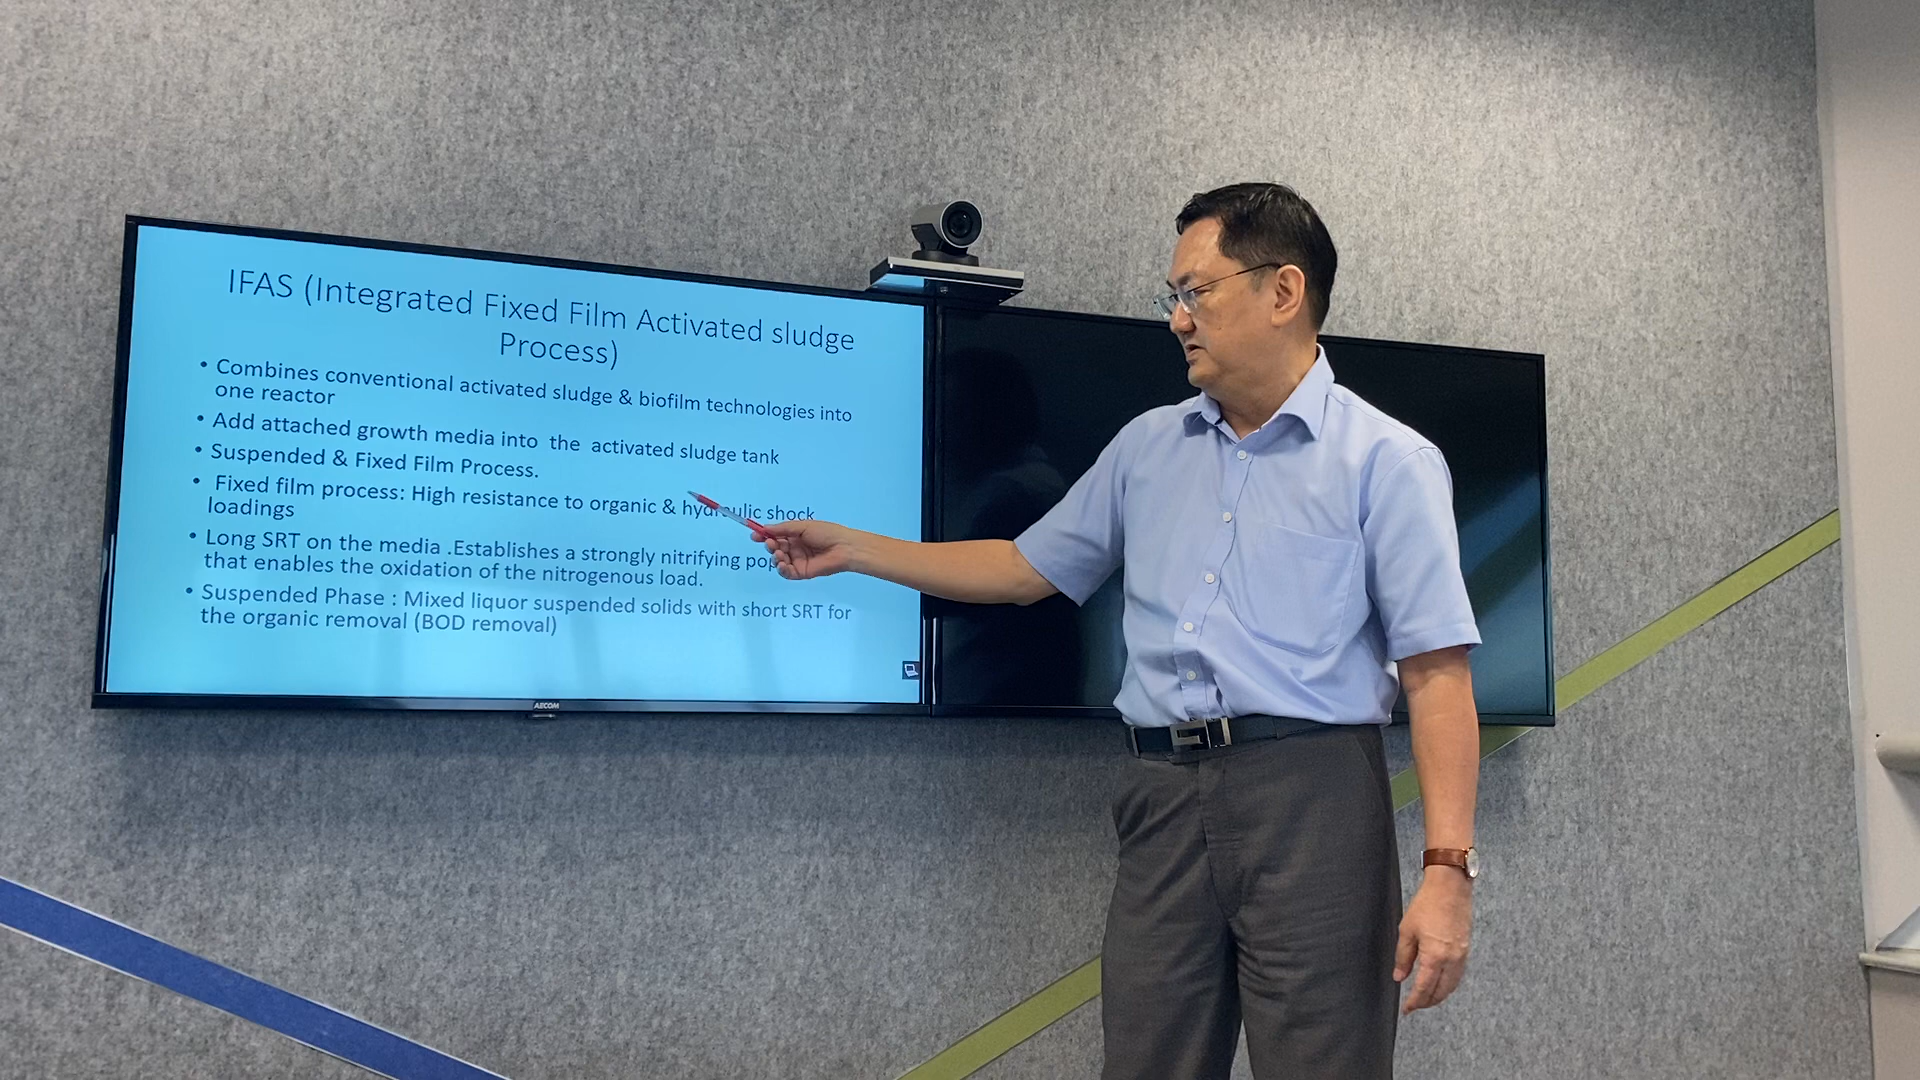 IFAS (Integrated Fixed Film Activated sludge
Process)
• Combines conventional activated sludge & biofilm technologies into
one reactor
• Add attached growth media into the activated sludge tank
• Suspended & Fixed Film Process.
• Fixed film process: High resistance to organic & hydraulic shock
loadings
• Long SRT on the media .Establishes a strongly nitrifying
that enables the oxidation of the nitrogenous load.
• Suspended Phase : Mixed liquor suspended solids with short SRT for
the organic removal (BOD removal)
AECOM